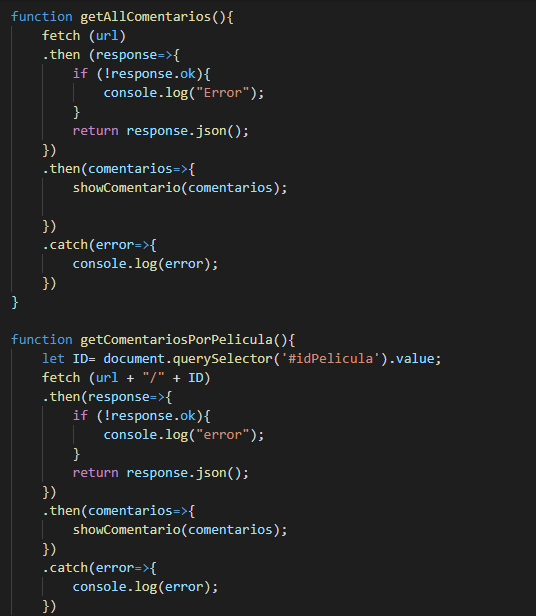 function getAllComentarios(){
    fetch (url)
    .then (response=>{
        if (!response.ok){
            console.log("Error");
        }
        return response.json();
    })
    .then(comentarios=>{
        showComentario(comentarios);

    })
    .catch(error=>{
        console.log(error);
    })
}

function getComentariosPorPelicula(){
    let ID= document.querySelector('#idPelicula').value;
    fetch (url + "/" + ID)
    .then(response=>{
        if (!response.ok){
            console.log("error");
        }
        return response.json();
    })
    .then(comentarios=>{
        showComentario(comentarios);
    })
    .catch(error=>{
        console.log(error);
    })